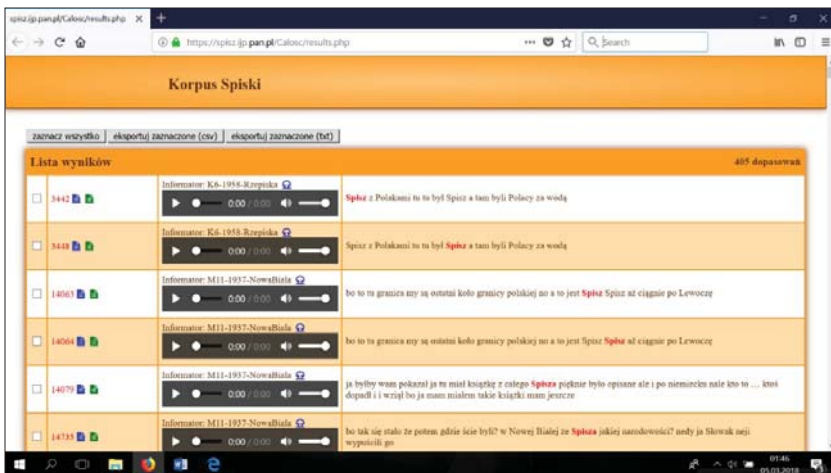 spisz.ijp.pan.pl/Calosc/results.php
https://spisz.ijp.pan.pl/Calosc/results.php
Search
Korpus Spiski
zaznacz wszystko
eksportuj zaznaczone (csv)
eksportuj zaznaczone (txt)
Lista wyników
405 dopasowań
3442
Informator: K6-1958-Rzepiska
0:00 / 0:00
Spisz z Polakami to tu był Spisz a tam byli Polacy za wodą
3448
Informator: K6-1958-Rzepiska
0:00 / 0:00
Spisz z Polakami to tu był Spisz a tam byli Polacy za wodą
14063
Informator: M11-1937-NowaBiała
0:00 / 0:00
bo to tu granica my są ostatni koło granicy polskiej no a to jest Spisz Spisz aż ciągnie po Lewoczę
14064
Informator: M11-1937-NowaBiała
0:00 / 0:00
bo to tu granica my są ostatni koło granicy polskiej no a to jest Spisz Spisz aż ciągnie po Lewoczę
14079
Informator: M11-1937-NowaBiała
0:00 / 0:00
ja byłby wam pokazał ja tu miał książkę z całego Spisza pięknie było opisane ale i po niemiecku nale kto to ... ktoś
dopadł i i wziął bo ja mam miałem takie książki mam jeszcze
14735
Informator: M11-1937-NowaBiała
0:00 / 0:00
bo tak się stało że potem gdzie ście byli? w Nowej Białej ze Spisza jakiej narodowości? nedy ja Słowak neji
wypuścili go
01:46
05.03.2018